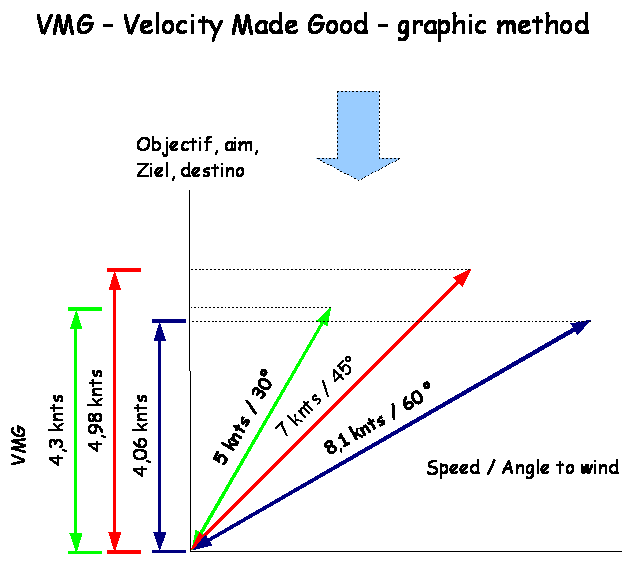 VMG – Velocity Made Good – graphic method
Objectif, aim,
Ziel, destino
VMG
4,3 knts
4,98 knts
4,06 knts
5 knts / 30°
7 knts / 45°
8,1 knts / 60°
Speed / Angle to wind